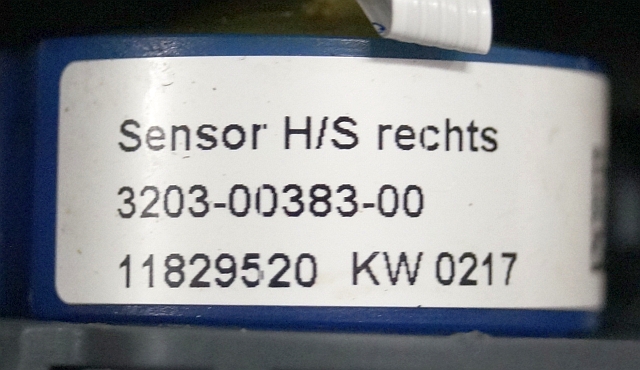 Sensor H/S rechts
3203-00383-00
11829520 KW 0217